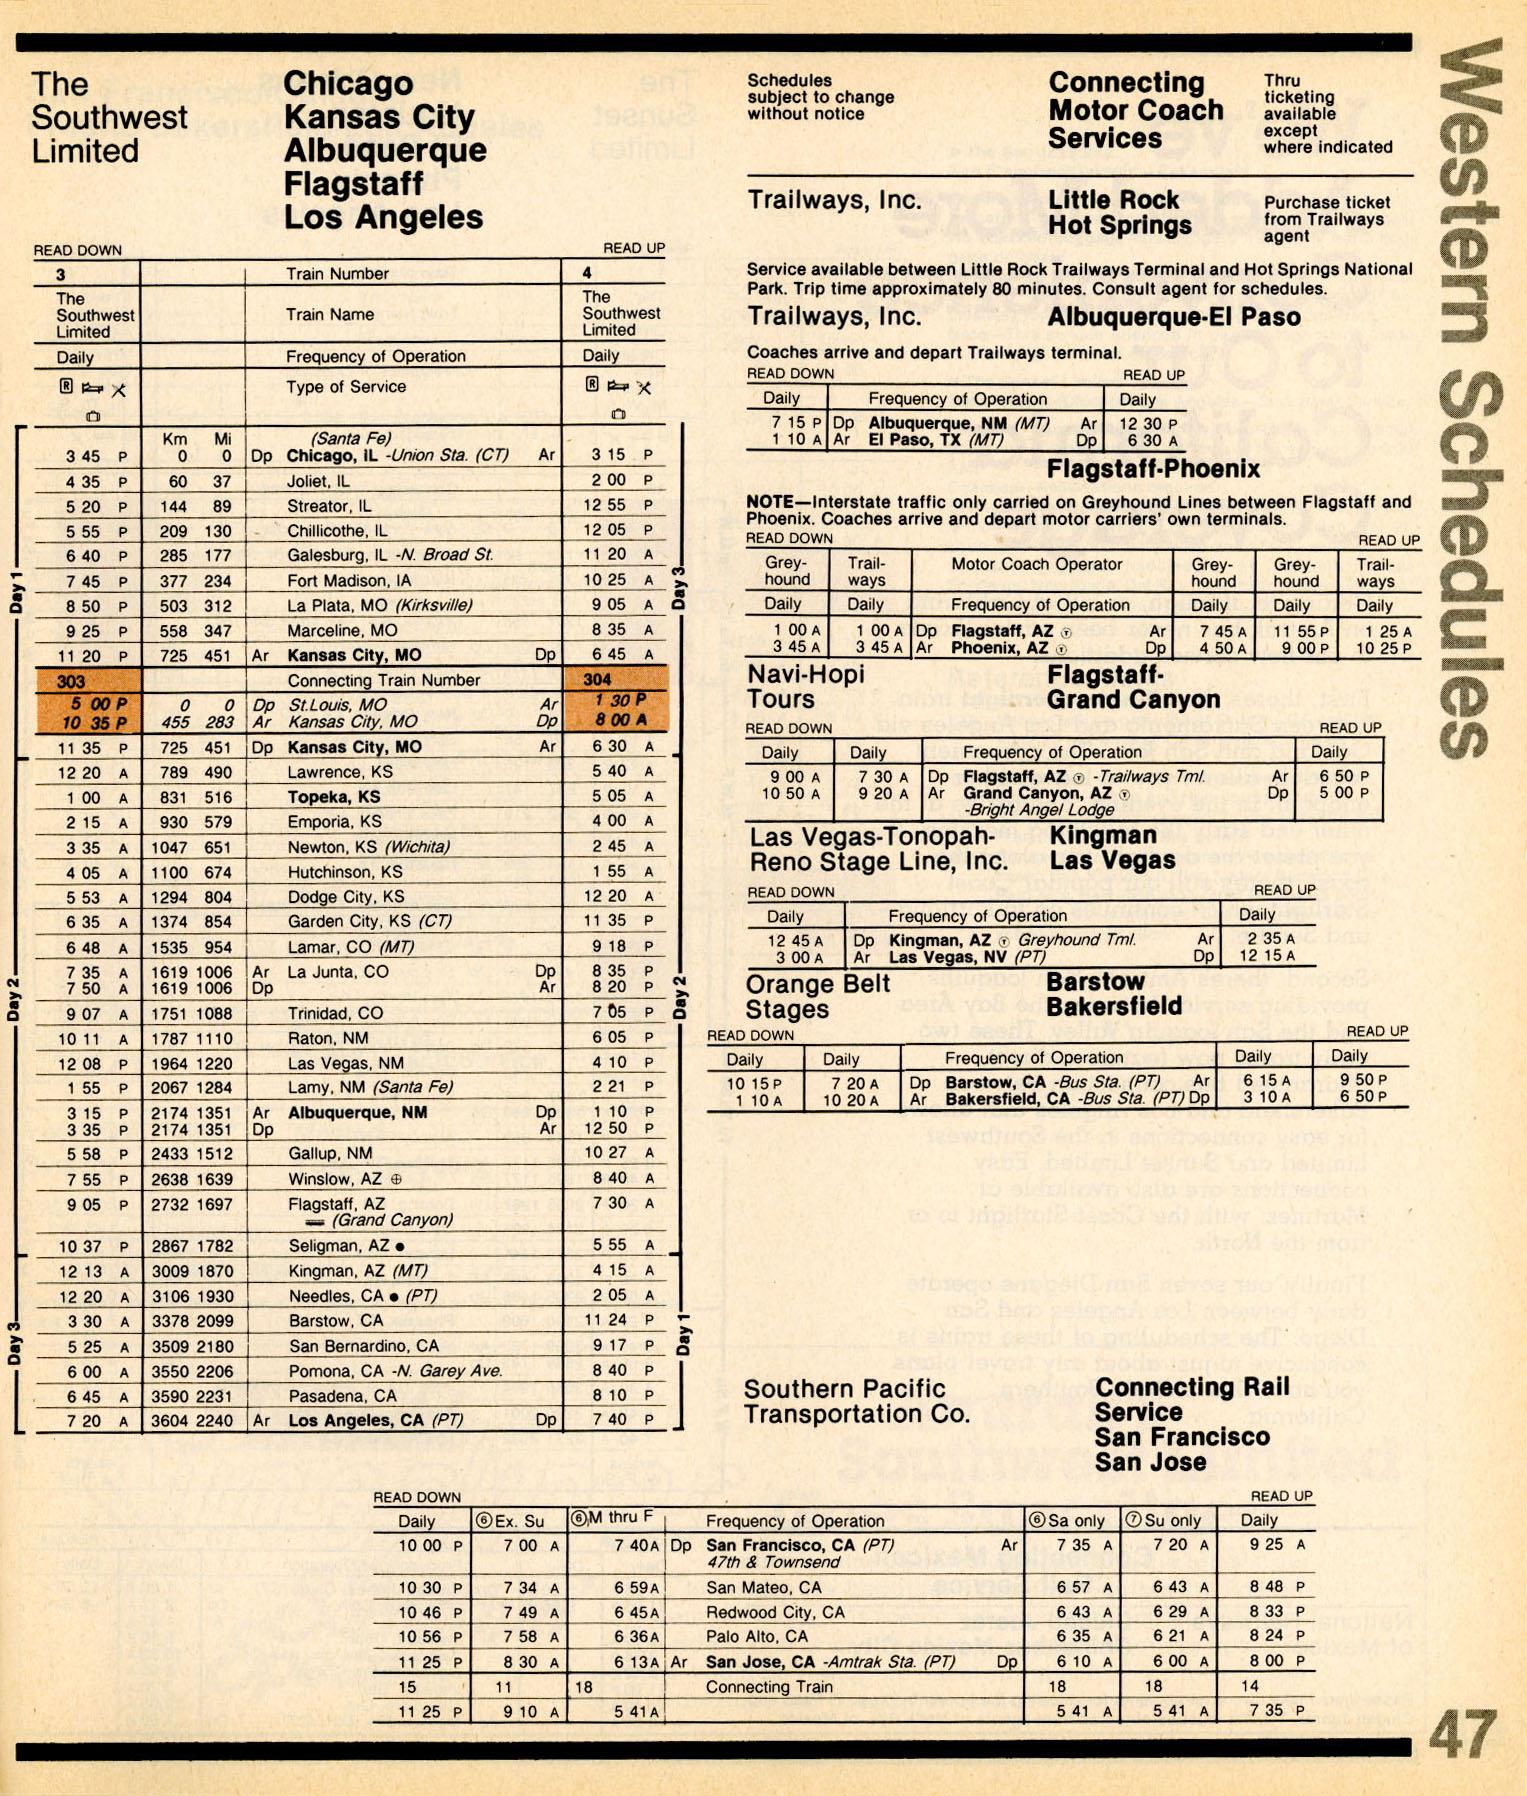 The
Southwest
Limited
Chicago
Kansas City
Albuquerque
Flagstaff
Los Angeles
READ DOWN READ UP
3 Train Number 4
The Southwest Limited Train Name The Southwest Limited
Daily Frequency of Operation Daily
R Type of Service R
Km Mi (Santa Fe)
3 45 P 0 0 Dp Chicago, IL -Union Sta. (CT) Ar 3 15 P
4 35 P 60 37 Joliet, IL 2 00 P
5 20 P 144 89 Streator, IL 12 55 P
5 55 P 209 130 Chillicothe, IL 12 05 P
6 40 P 285 177 Galesburg, IL -N. Broad St. 11 20 A
7 45 P 377 234 Fort Madison, IA 10 25 A
8 50 P 503 312 La Plata, MO (Kirksville) 9 05 A
9 25 P 558 347 Marceline, MO 8 35 A
11 20 P 725 451 Ar Kansas City, MO Dp 6 45 A
303 Connecting Train Number 304
5 00 P 0 0 Dp St.Louis, MO Ar 1 30 P
10 35 P 455 283 Ar Kansas City, MO Dp 8 00 A
11 35 P 725 451 Dp Kansas City, MO Ar 6 30 A
12 20 A 789 490 Lawrence, KS 5 40 A
1 00 A 831 516 Topeka, KS 5 05 A
2 15 A 930 579 Emporia, KS 4 00 A
3 35 A 1047 651 Newton, KS (Wichita) 2 45 A
4 05 A 1100 674 Hutchinson, KS 1 55 A
5 53 A 1294 804 Dodge City, KS 12 20 A
6 35 A 1374 854 Garden City, KS (CT) 11 35 P
6 48 A 1535 954 Lamar, CO (MT) 9 18 P
7 35 A 1619 1006 Ar La Junta, CO Dp 8 35 P
7 50 A 1619 1006 Dp Ar 8 20 P
9 07 A 1751 1088 Trinidad, CO 7 05 P
10 11 A 1787 1110 Raton, NM 6 05 P
12 08 P 1964 1220 Las Vegas, NM 4 10 P
1 55 P 2067 1284 Lamy, NM (Santa Fe) 2 21 P
3 15 P 2174 1351 Ar Albuquerque, NM Dp 1 10 P
3 35 P 2174 1351 Dp Ar 12 50 P
5 58 P 2433 1512 Gallup, NM 10 27 A
7 55 P 2638 1639 Winslow, AZ ⊕ 8 40 A
9 05 P 2732 1697 Flagstaff, AZ 7 30 A
(Grand Canyon)
10 37 P 2867 1782 Seligman, AZ ● 5 55 A
12 13 A 3009 1870 Kingman, AZ (MT) 4 15 A
12 20 A 3106 1930 Needles, CA ● (PT) 2 05 A
3 30 A 3378 2099 Barstow, CA 11 24 P
5 25 A 3509 2180 San Bernardino, CA 9 17 P
6 00 A 3550 2206 Pomona, CA -N. Garey Ave. 8 40 P
6 45 A 3590 2231 Pasadena, CA 8 10 P
7 20 A 3604 2240 Ar Los Angeles, CA (PT) Dp 7 40 P
Day 1
Day 2
Day 3
Day 3
Day 2
Day 1
Schedules
subject to change
without notice
Connecting
Motor Coach
Services
Thru
ticketing
available
except
where indicated
Trailways, Inc.
Little Rock
Hot Springs
Purchase ticket
from Trailways
agent
Service available between Little Rock Trailways Terminal and Hot Springs National
Park. Trip time approximately 80 minutes. Consult agent for schedules.
Trailways, Inc. Albuquerque-El Paso
Coaches arrive and depart Trailways terminal.
READ DOWN READ UP
Daily Frequency of Operation Daily
7 15 P Dp Albuquerque, NM (MT) Ar 12 30 P
1 10 A Ar El Paso, TX (MT) Dp 6 30 A
Flagstaff-Phoenix
NOTE—Interstate traffic only carried on Greyhound Lines between Flagstaff and
Phoenix. Coaches arrive and depart motor carriers' own terminals.
READ DOWN READ UP
Grey- Trail- Motor Coach Operator Grey- Grey- Trail-
hound ways hound hound ways
Daily Daily Frequency of Operation Daily Daily Daily
1 00 A 1 00 A Dp Flagstaff, AZ Ⓣ Ar 7 45 A 11 55 P 1 25 A
3 45 A 3 45 A Ar Phoenix, AZ Ⓣ Dp 4 50 A 9 00 P 10 25 P
Navi-Hopi
Tours
Flagstaff-
Grand Canyon
READ DOWN READ UP
Daily Daily Frequency of Operation Daily
9 00 A 7 30 A Dp Flagstaff, AZ Ⓣ -Trailways Tml. Ar 6 50 P
10 50 A 9 20 A Ar Grand Canyon, AZ Ⓣ Dp 5 00 P
-Bright Angel Lodge
Las Vegas-Tonopah-
Reno Stage Line, Inc.
Kingman
Las Vegas
READ DOWN READ UP
Daily Frequency of Operation Daily
12 45 A Dp Kingman, AZ Ⓣ Greyhound Tml. Ar 2 35 A
3 00 A Ar Las Vegas, NV (PT) Dp 12 15 A
Orange Belt
Stages
Barstow
Bakersfield
READ DOWN READ UP
Daily Daily Frequency of Operation Daily Daily
10 15 P 7 20 A Dp Barstow, CA -Bus Sta. (PT) Ar 6 15 A 9 50 P
1 10 A 10 20 A Ar Bakersfield, CA -Bus Sta. (PT) Dp 3 10 A 6 50 P
Southern Pacific
Transportation Co.
Connecting Rail
Service
San Francisco
San Jose
READ DOWN READ UP
Daily ⑥ Ex. Su ⑥ M thru F Frequency of Operation ⑥ Sa only ⑦ Su only Daily
10 00 P 7 00 A 7 40 A Dp San Francisco, CA (PT) Ar 7 35 A 7 20 A 9 25 A
47th & Townsend
10 30 P 7 34 A 6 59 A San Mateo, CA 6 57 A 6 43 A 8 48 P
10 46 P 7 49 A 6 45 A Redwood City, CA 6 43 A 6 29 A 8 33 P
10 56 P 7 58 A 6 36 A Palo Alto, CA 6 35 A 6 21 A 8 24 P
11 25 P 8 30 A 6 13 A Ar San Jose, CA -Amtrak Sta. (PT) Dp 6 10 A 6 00 A 8 00 P
15 11 18 Connecting Train 18 18 14
11 25 P 9 10 A 5 41 A 5 41 A 5 41 A 7 35 P
Western Schedules
47